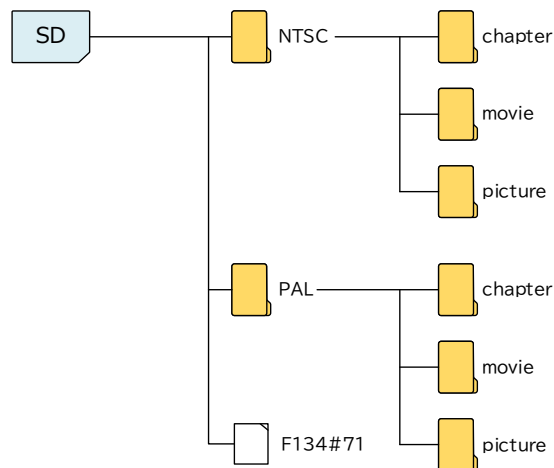 SD
NTSC
chapter
movie
picture
PAL
chapter
movie
picture
F134#71